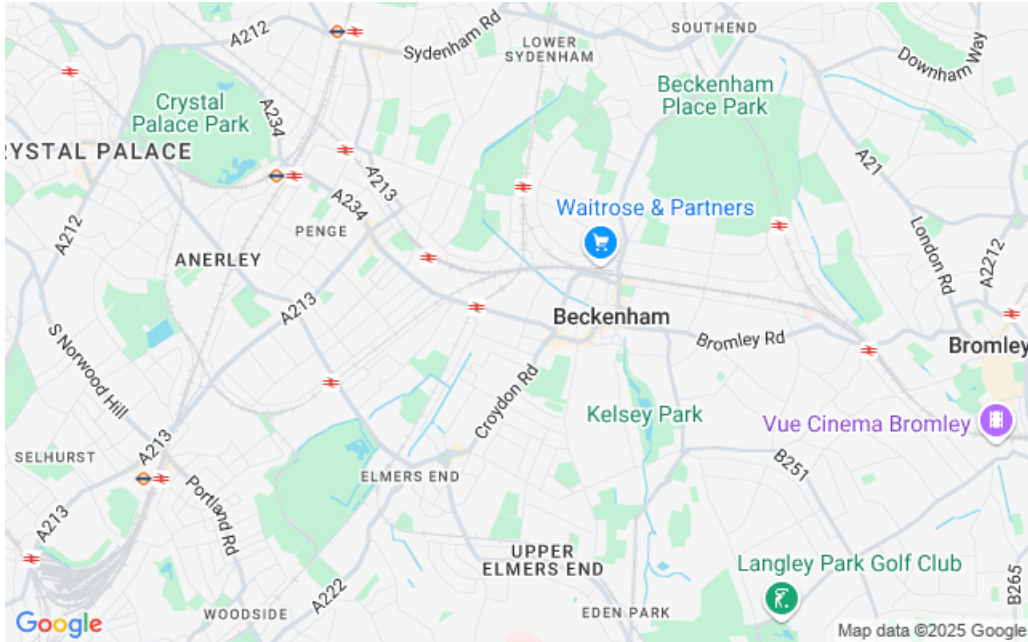 A212
Sydenham Rd
LOWER
SYDENHAM
SOUTHEND
Downham Way
Crystal
Palace Park
A234
Beckenham
Place Park
RYSTAL PALACE
A213
A21
A234
Waitrose & Partners
A212
PENGE
London Rd
A2212
ANERLEY
A213
Beckenham
Bromley Rd
Bromley
S Norwood Hill
Croydon Rd
Kelsey Park
Vue Cinema Bromley
A213
SELHURST
B251
ELMERS END
Portland Rd
A213
UPPER
ELMERS END
Langley Park Golf Club
A222
B265
WOODSIDE
EDEN PARK
Google
Map data ©2025 Google